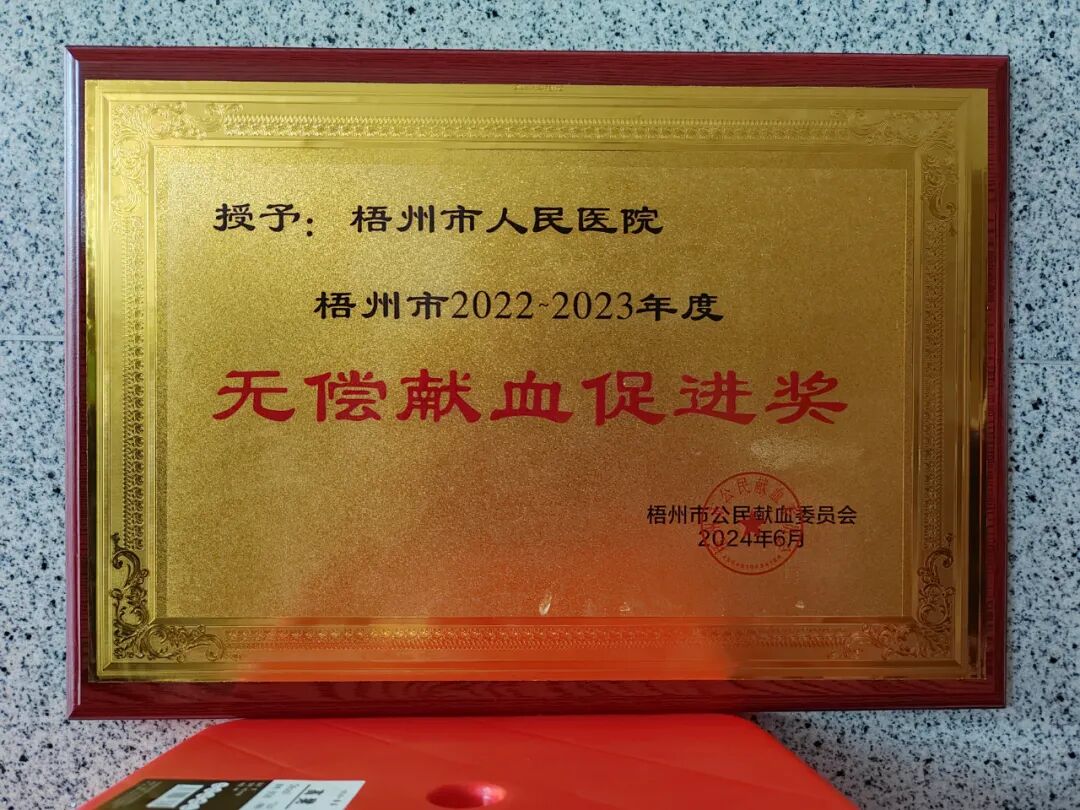 授予：梧州市人民医院
梧州市2022~2023年度
无偿献血促进奖
梧州市公民献血委员会
2024年6月